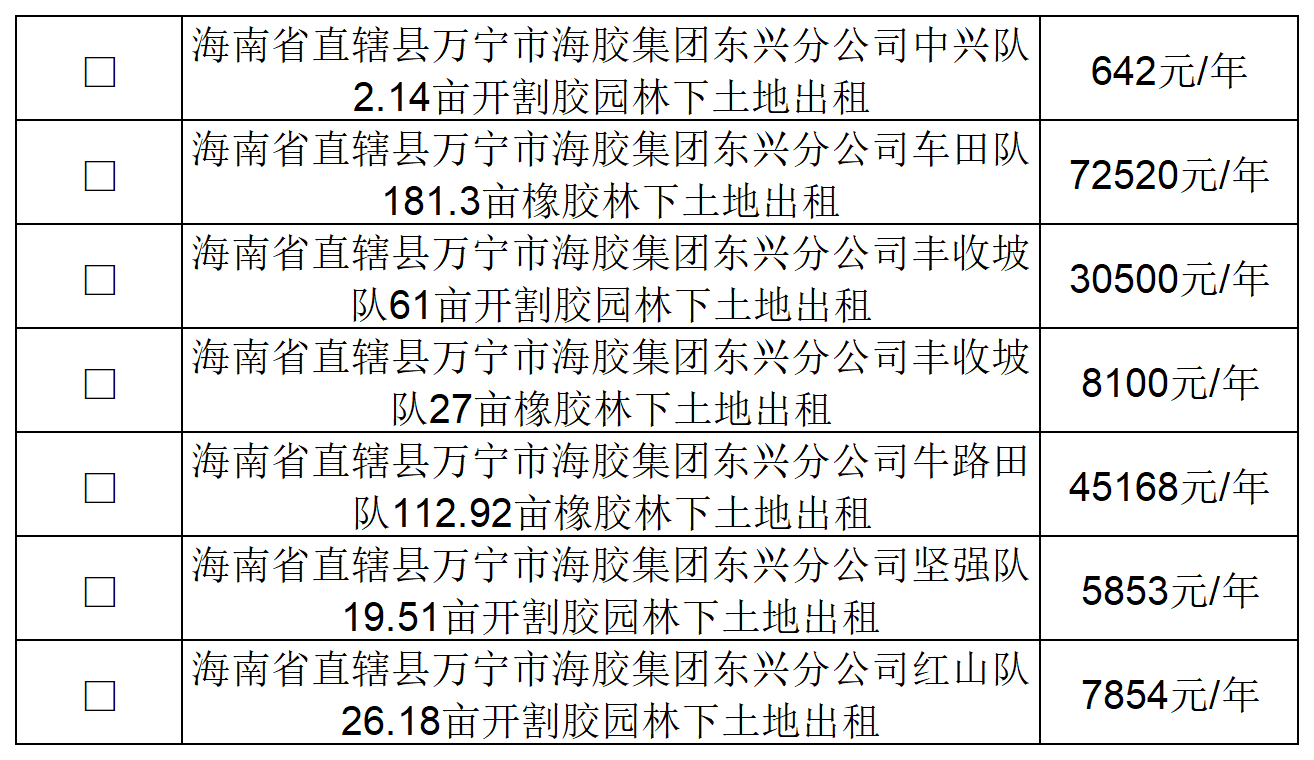 □
海南省直辖县万宁市海胶集团东兴分公司中兴队
2.14亩开割胶园林下土地出租
642元/年
□
海南省直辖县万宁市海胶集团东兴分公司车田队
181.3亩橡胶林下土地出租
72520元/年
□
海南省直辖县万宁市海胶集团东兴分公司丰收坡
队61亩开割胶园林下土地出租
30500元/年
□
海南省直辖县万宁市海胶集团东兴分公司丰收坡
队27亩橡胶林下土地出租
8100元/年
□
海南省直辖县万宁市海胶集团东兴分公司牛路田
队112.92亩橡胶林下土地出租
45168元/年
□
海南省直辖县万宁市海胶集团东兴分公司坚强队
19.51亩开割胶园林下土地出租
5853元/年
□
海南省直辖县万宁市海胶集团东兴分公司红山队
26.18亩开割胶园林下土地出租
7854元/年